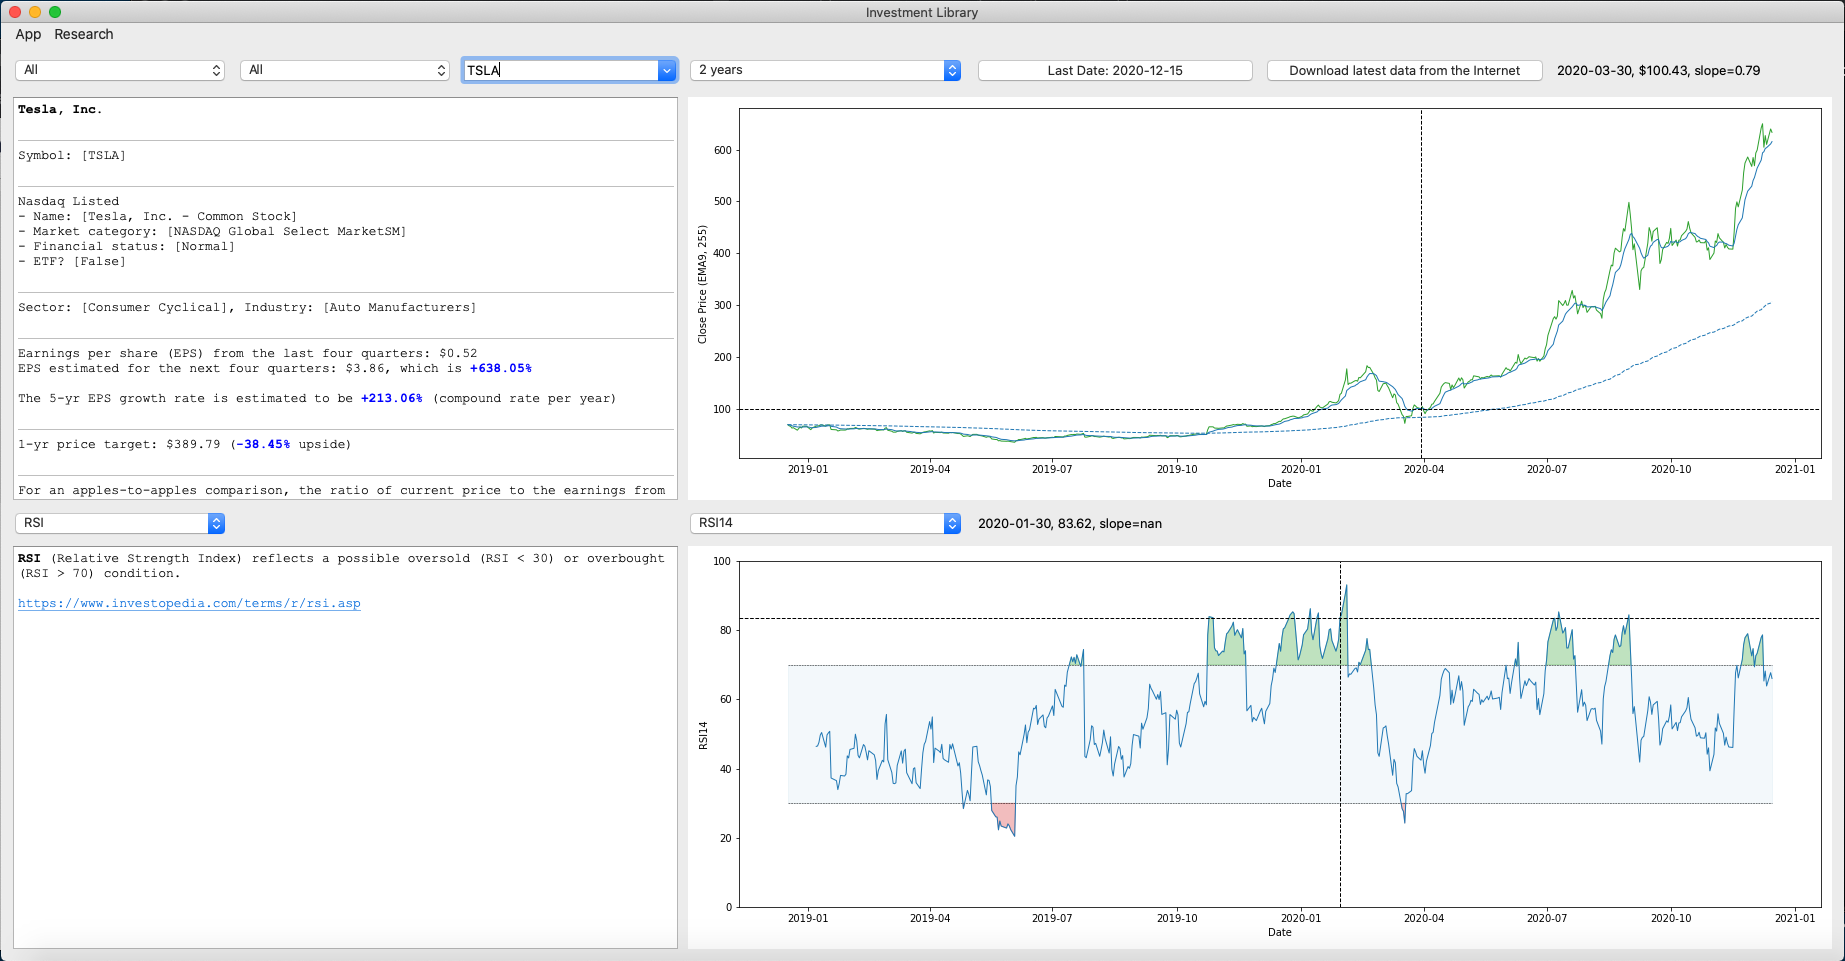 Investment Library
App Research
All
All
TSLA
2 years
Last Date: 2020-12-15
Download latest data from the Internet
2020-03-30, $100.43, slope=0.79
Tesla, Inc.
Symbol: [TSLA]
Nasdaq Listed
- Name: [Tesla, Inc. - Common Stock]
- Market category: [NASDAQ Global Select MarketSM]
- Financial status: [Normal]
- ETF? [False]
Sector: [Consumer Cyclical], Industry: [Auto Manufacturers]
Earnings per share (EPS) from the last four quarters: $0.52
EPS estimated for the next four quarters: $3.86, which is +638.05%
The 5-yr EPS growth rate is estimated to be +213.06% (compound rate per year)
1-yr price target: $389.79 (-38.45% upside)
For an apples-to-apples comparison, the ratio of current price to the earnings from
Close Price (EMA9, 255)
600
500
400
300
200
100
2019-01 2019-04 2019-07 2019-10 2020-01 2020-04 2020-07 2020-10 2021-01
Date
RSI
RSI14
2020-01-30, 83.62, slope=nan
RSI (Relative Strength Index) reflects a possible oversold (RSI < 30) or overbought
(RSI > 70) condition.
https://www.investopedia.com/terms/r/rsi.asp
RSI14
100
80
60
40
20
0
2019-01 2019-04 2019-07 2019-10 2020-01 2020-04 2020-07 2020-10 2021-01
Date